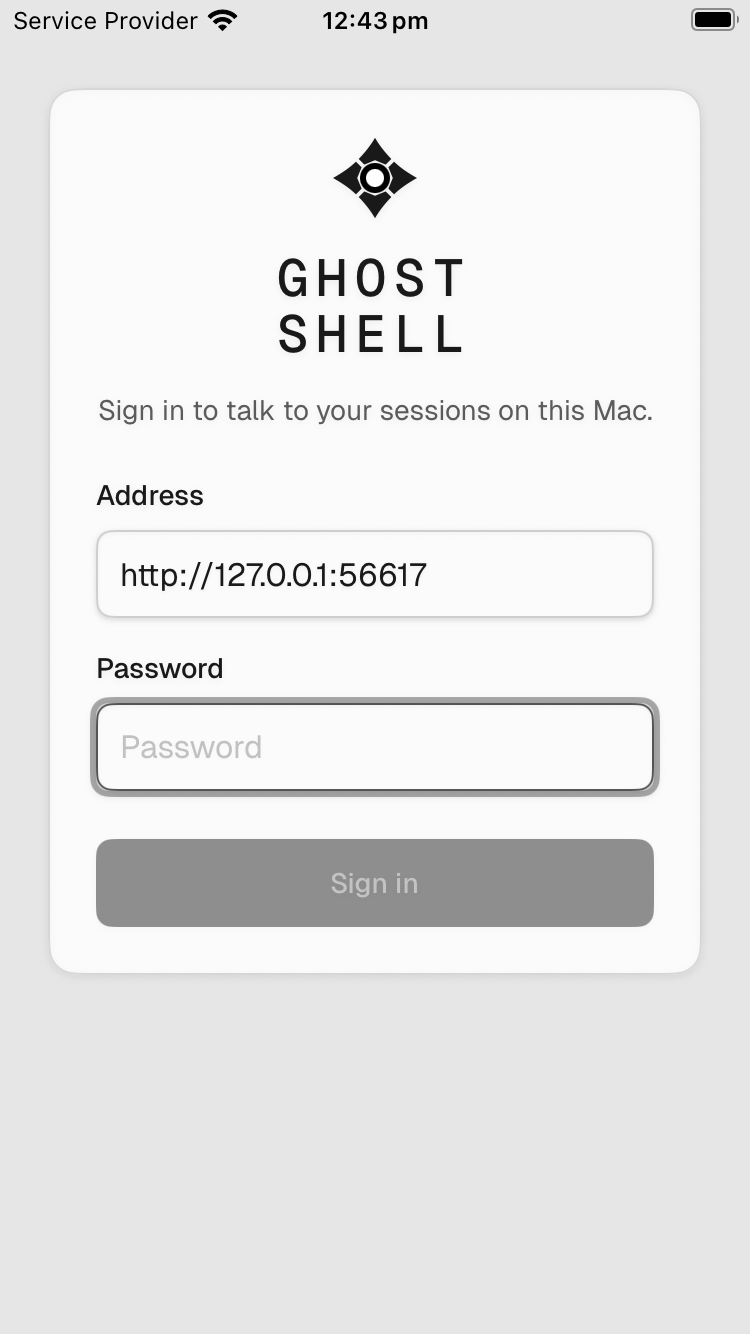 Service Provider
12:43 pm
GHOST
SHELL
Sign in to talk to your sessions on this Mac.
Address
http://127.0.0.1:56617
Password
Password
Sign in